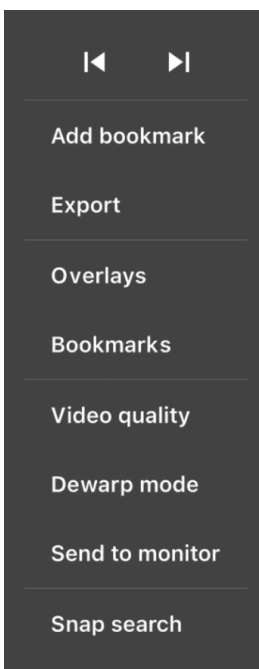 Add bookmark
Export
Overlays
Bookmarks
Video quality
Dewarp mode
Send to monitor
Snap search